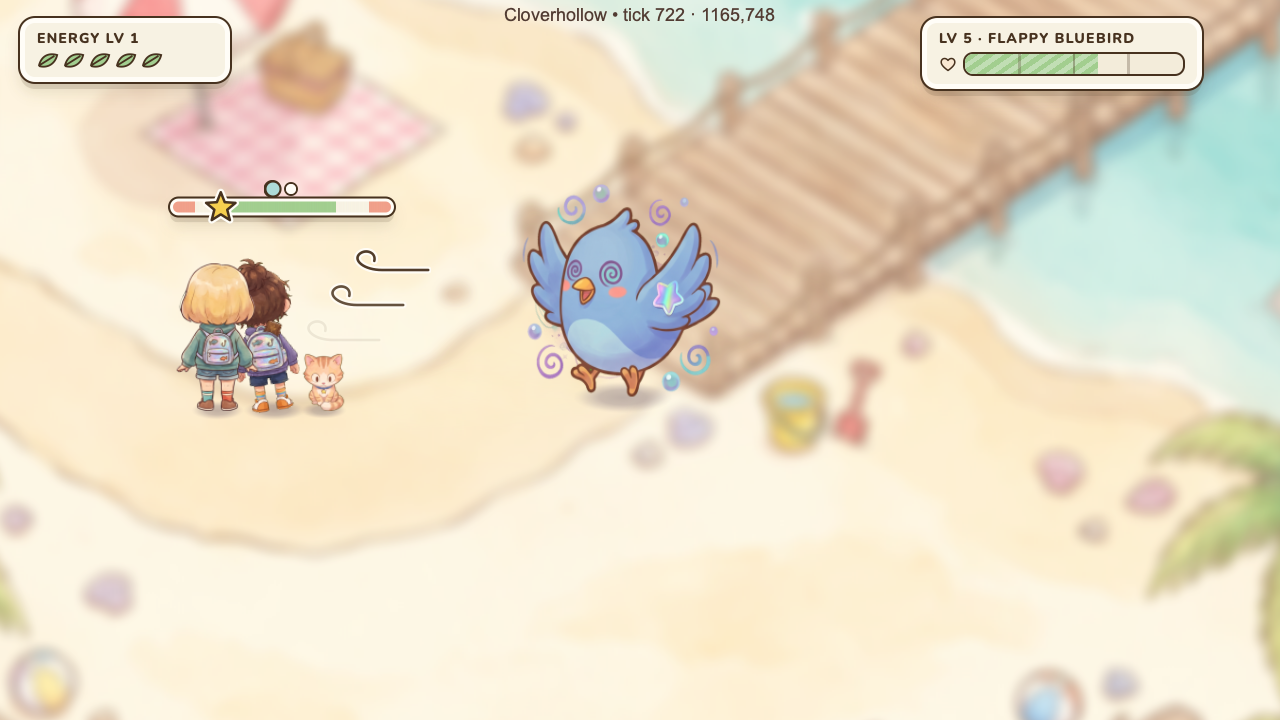 Cloverhollow • tick 722 · 1165,748
ENERGY LV 1
LV 5 · FLAPPY BLUEBIRD